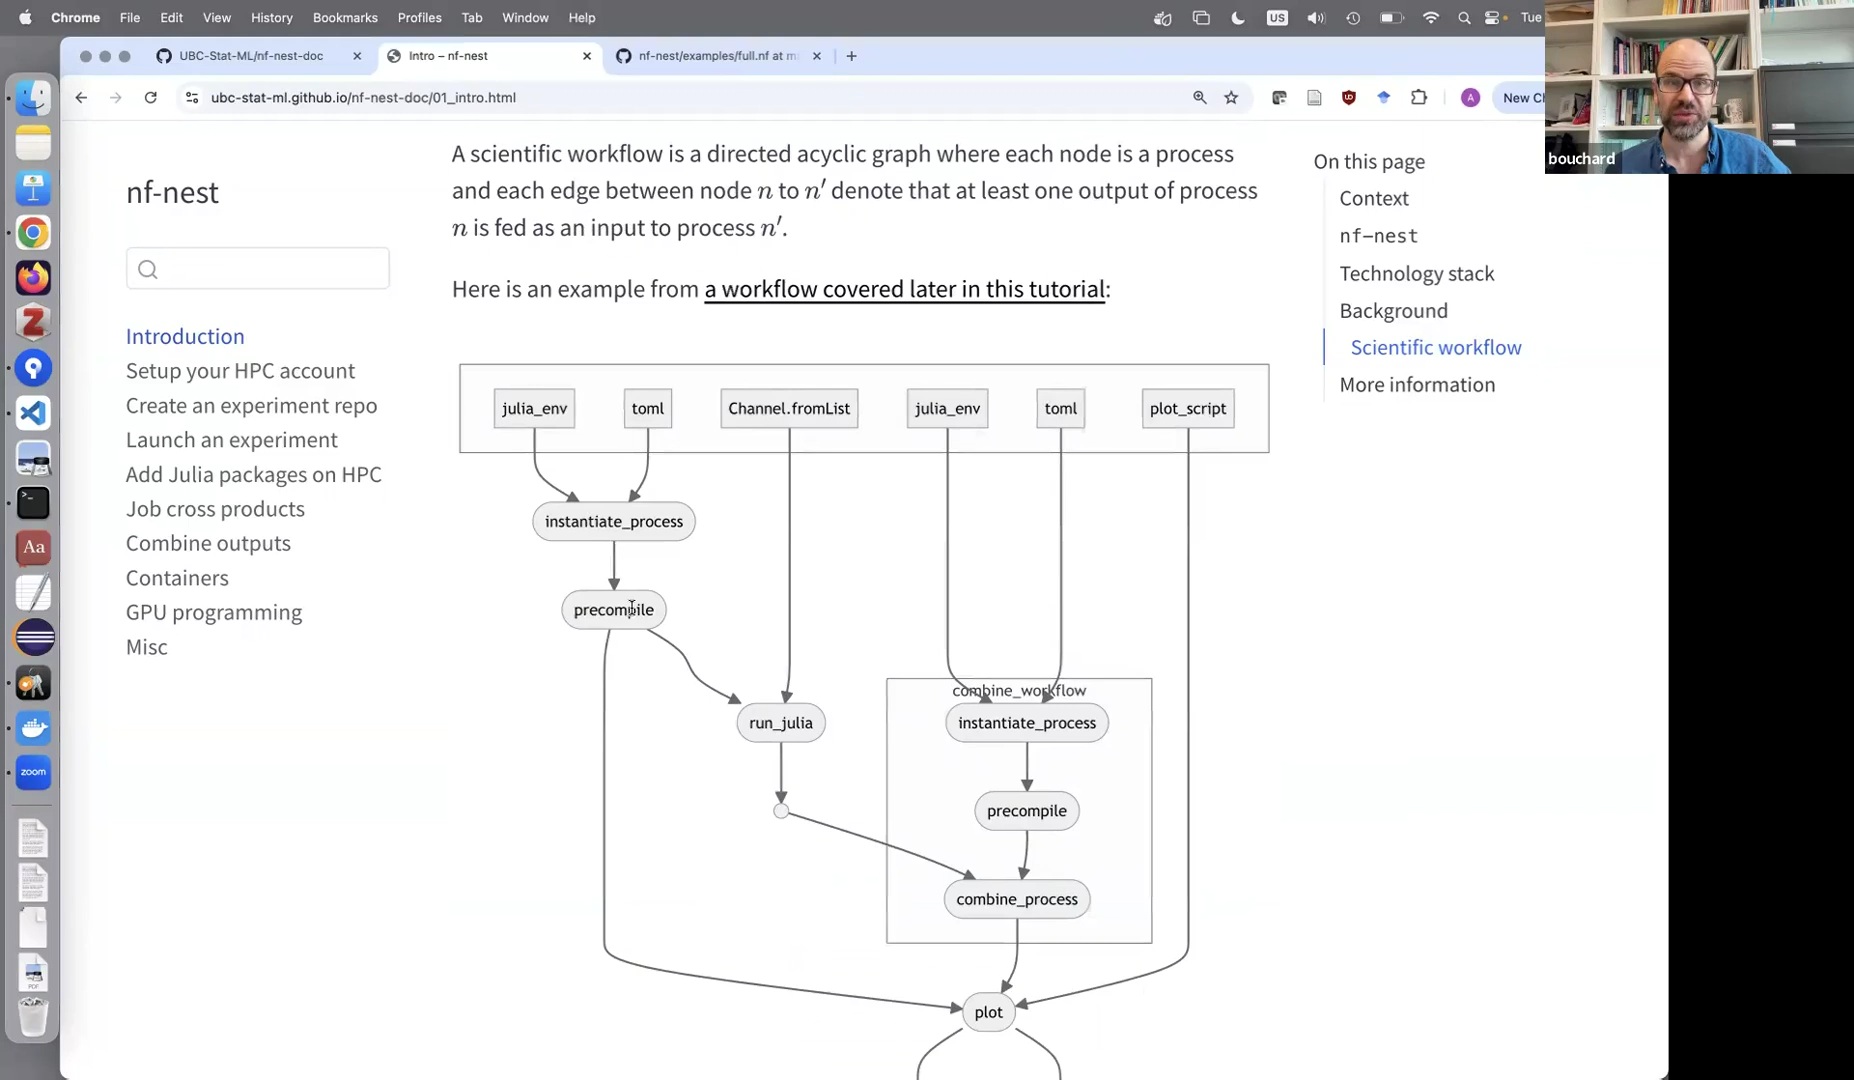 Chrome File Edit View History Bookmarks Profiles Tab Window Help US Tue
UBC-Stat-ML/nf-nest-doc
Intro – nf-nest
nf-nest/examples/full.nf at m
ubc-stat-ml.github.io/nf-nest-doc/01_intro.html
A
New Ch
bouchard
nf-nest
Introduction
Setup your HPC account
Create an experiment repo
Launch an experiment
Add Julia packages on HPC
Job cross products
Combine outputs
Containers
GPU programming
Misc
A scientific workflow is a directed acyclic graph where each node is a process
and each edge between node n to n′ denote that at least one output of process
n is fed as an input to process n′.
Here is an example from a workflow covered later in this tutorial:
julia_env toml Channel.fromList julia_env toml plot_script
instantiate_process
precompile
combine_workflow
run_julia
instantiate_process
precompile
combine_process
plot
On this page
Context
nf-nest
Technology stack
Background
Scientific workflow
More information
Z
Aa
zoom
PDF